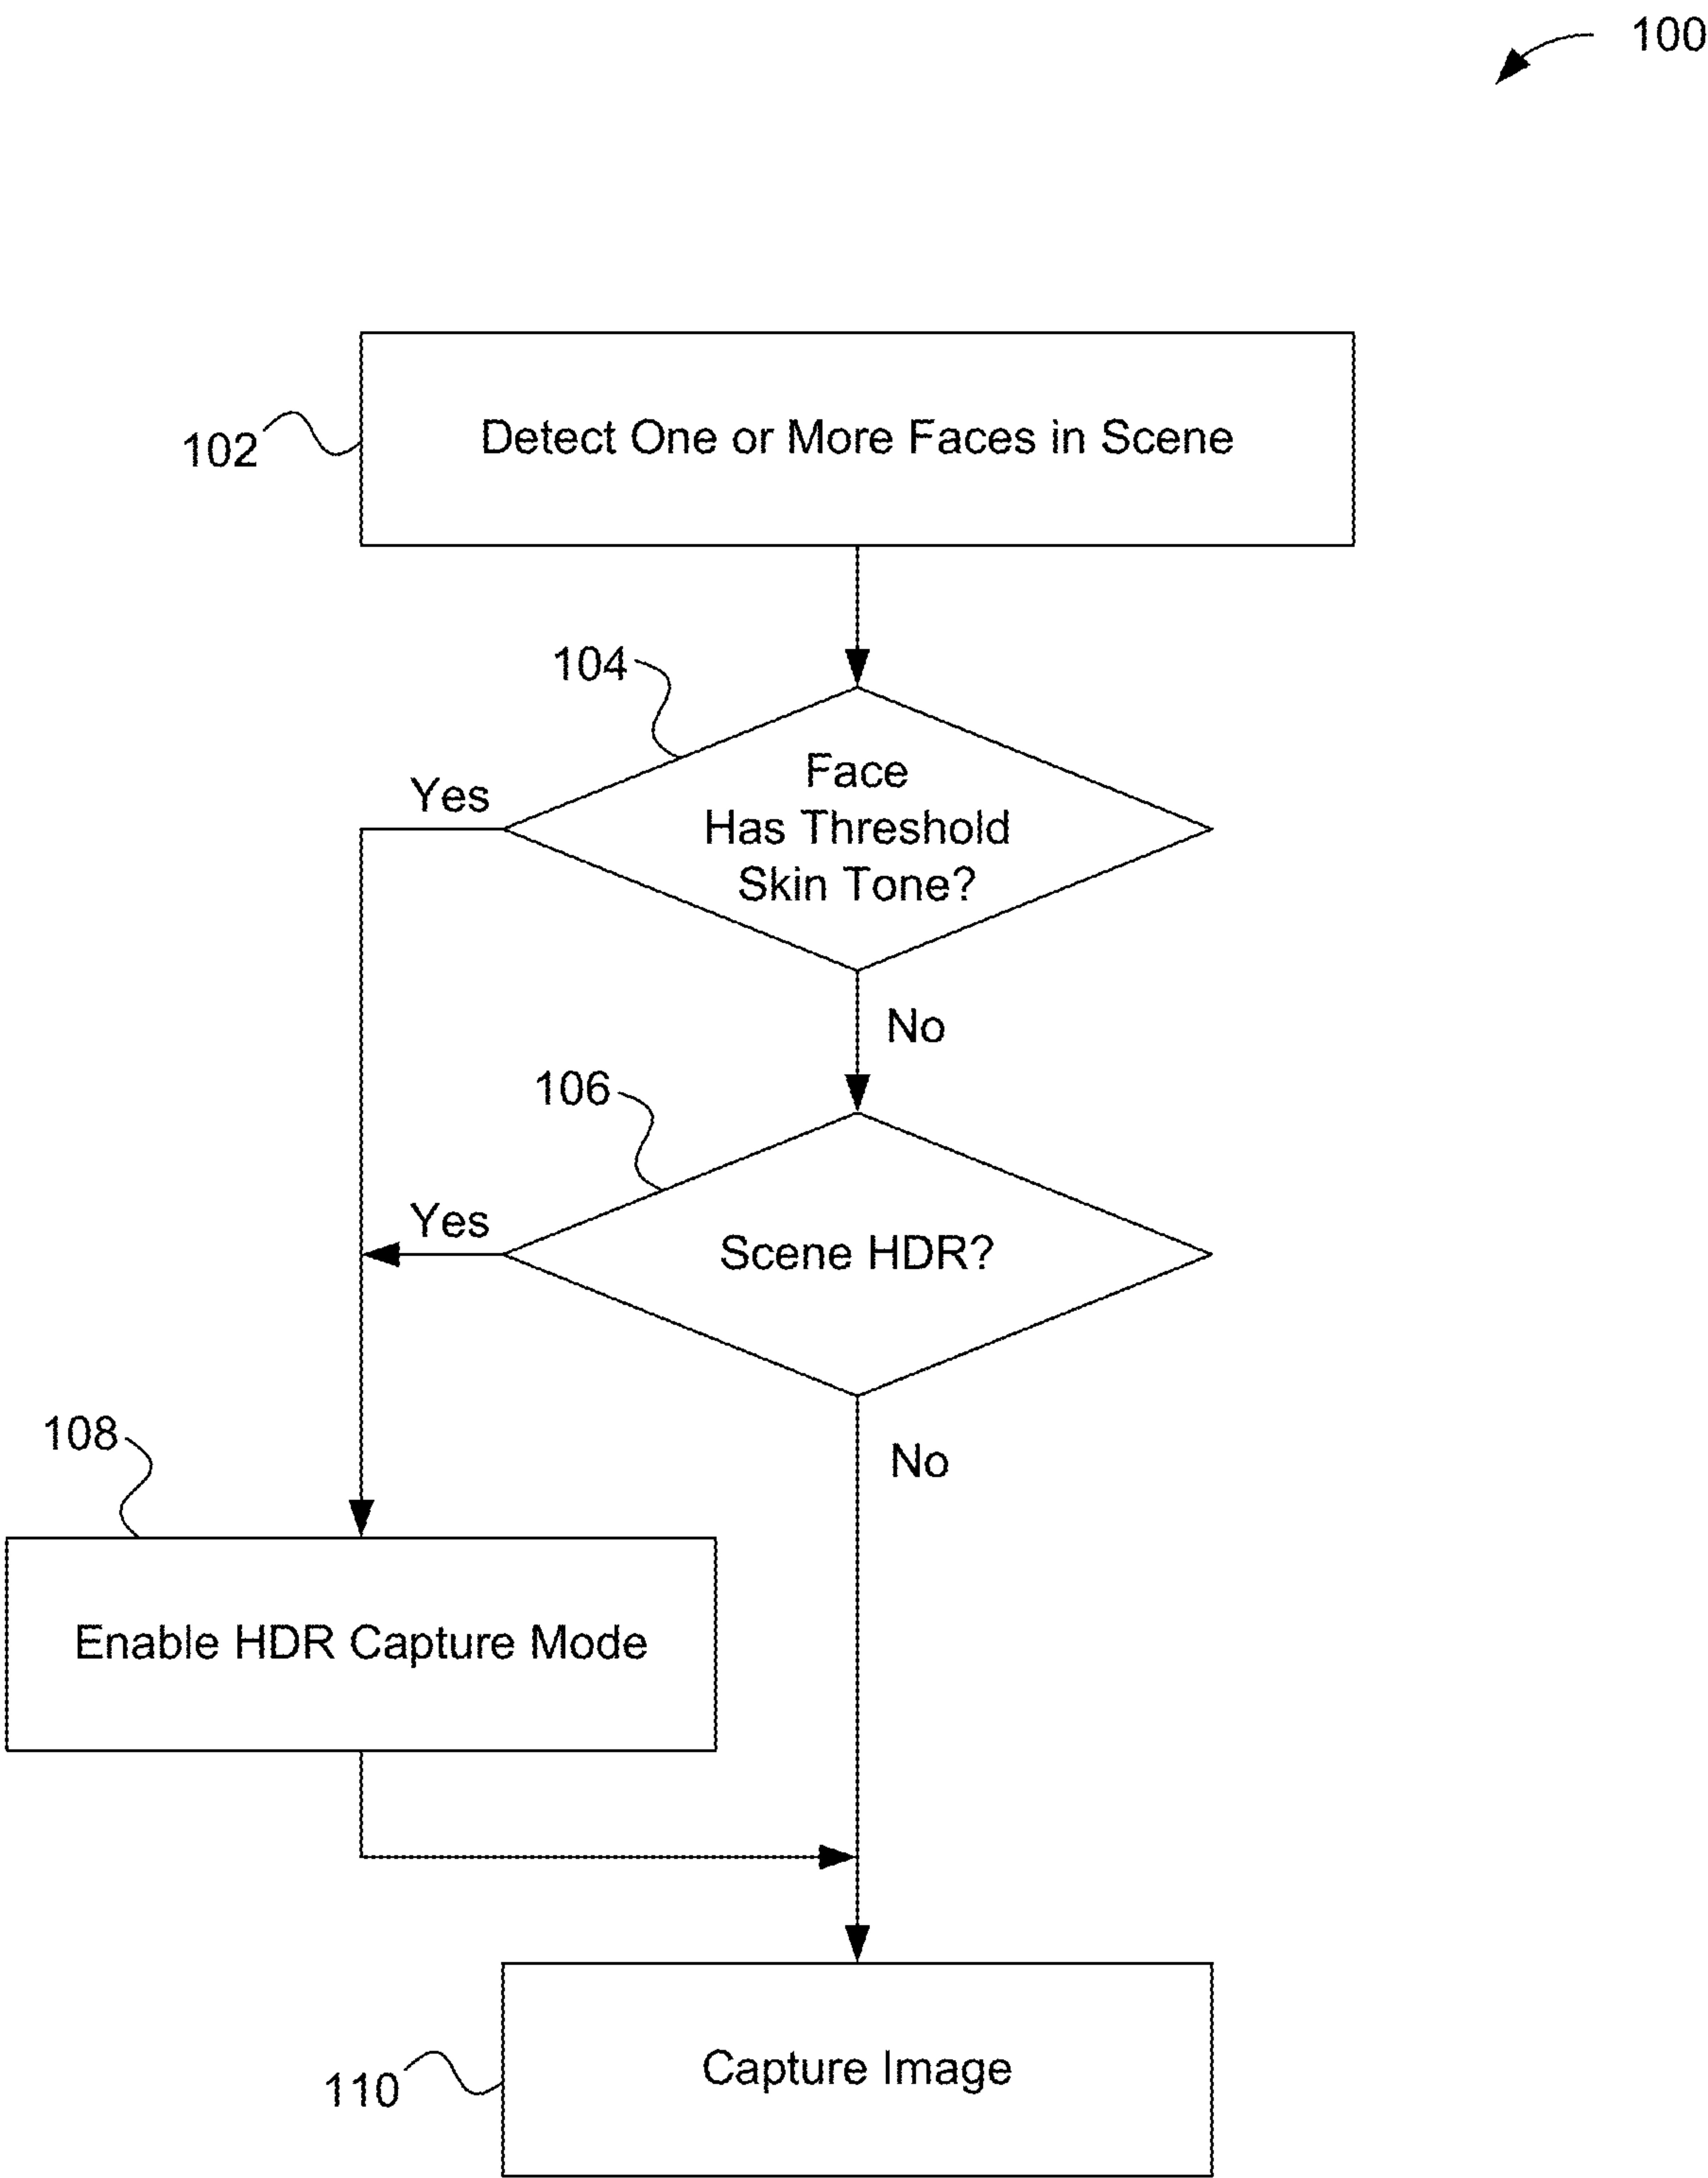 100
102
Detect One or More Faces in Scene
104
Yes
Face
Has Threshold
Skin Tone?
No
106
Yes
Scene HDR?
108
No
Enable HDR Capture Mode
110
Capture Image